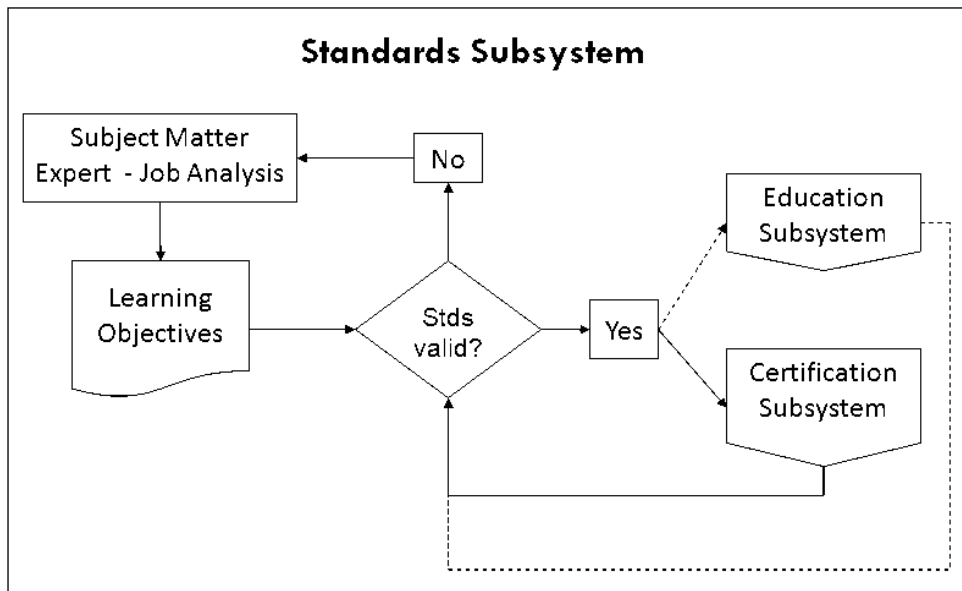 Standards Subsystem
Subject Matter
Expert - Job Analysis
No
Education
Subsystem
Learning
Objectives
Stds
valid?
Yes
Certification
Subsystem